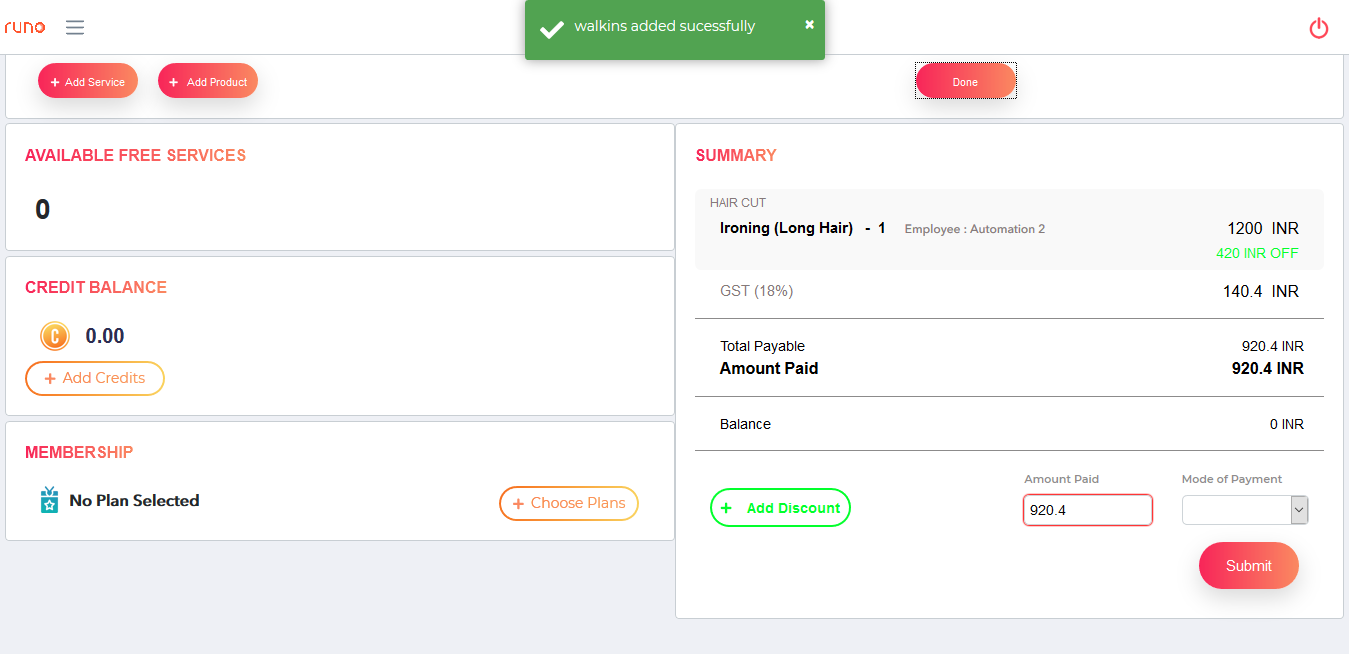 runo
walkins added sucessfully ×
+ Add Service + Add Product Done
AVAILABLE FREE SERVICES
0
CREDIT BALANCE
C 0.00
+ Add Credits
MEMBERSHIP
No Plan Selected + Choose Plans
SUMMARY
HAIR CUT
Ironing (Long Hair) - 1 Employee : Automation 2 1200 INR
420 INR OFF
GST (18%) 140.4 INR
Total Payable 920.4 INR
Amount Paid 920.4 INR
Balance 0 INR
Amount Paid Mode of Payment
+ Add Discount 920.4
Submit